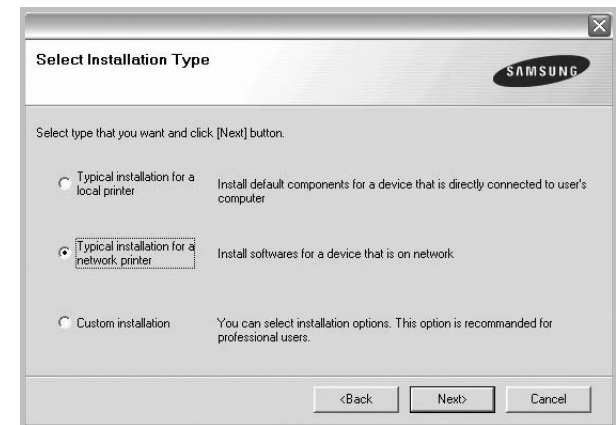 Select Installation Type
SAMSUNG
Select type that you want and click [Next] button.
Typical installation for a
local printer
Install default components for a device that is directly connected to user's
computer
Typical installation for a
network printer
Install softwares for a device that is on network
Custom installation
You can select installation options. This option is recommanded for
professional users.
<Back
Next>
Cancel